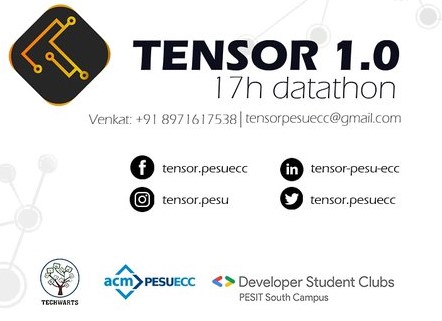 TENSOR 1.0
17h datathon
Venkat: +91 8971617538 | tensorpesuecc@gmail.com
tensor.pesuecc
tensor-pesu-ecc
tensor.pesu
tensor.pesuecc
TECHWARTS
acm PESUECC
Developer Student Clubs
PESIT South Campus